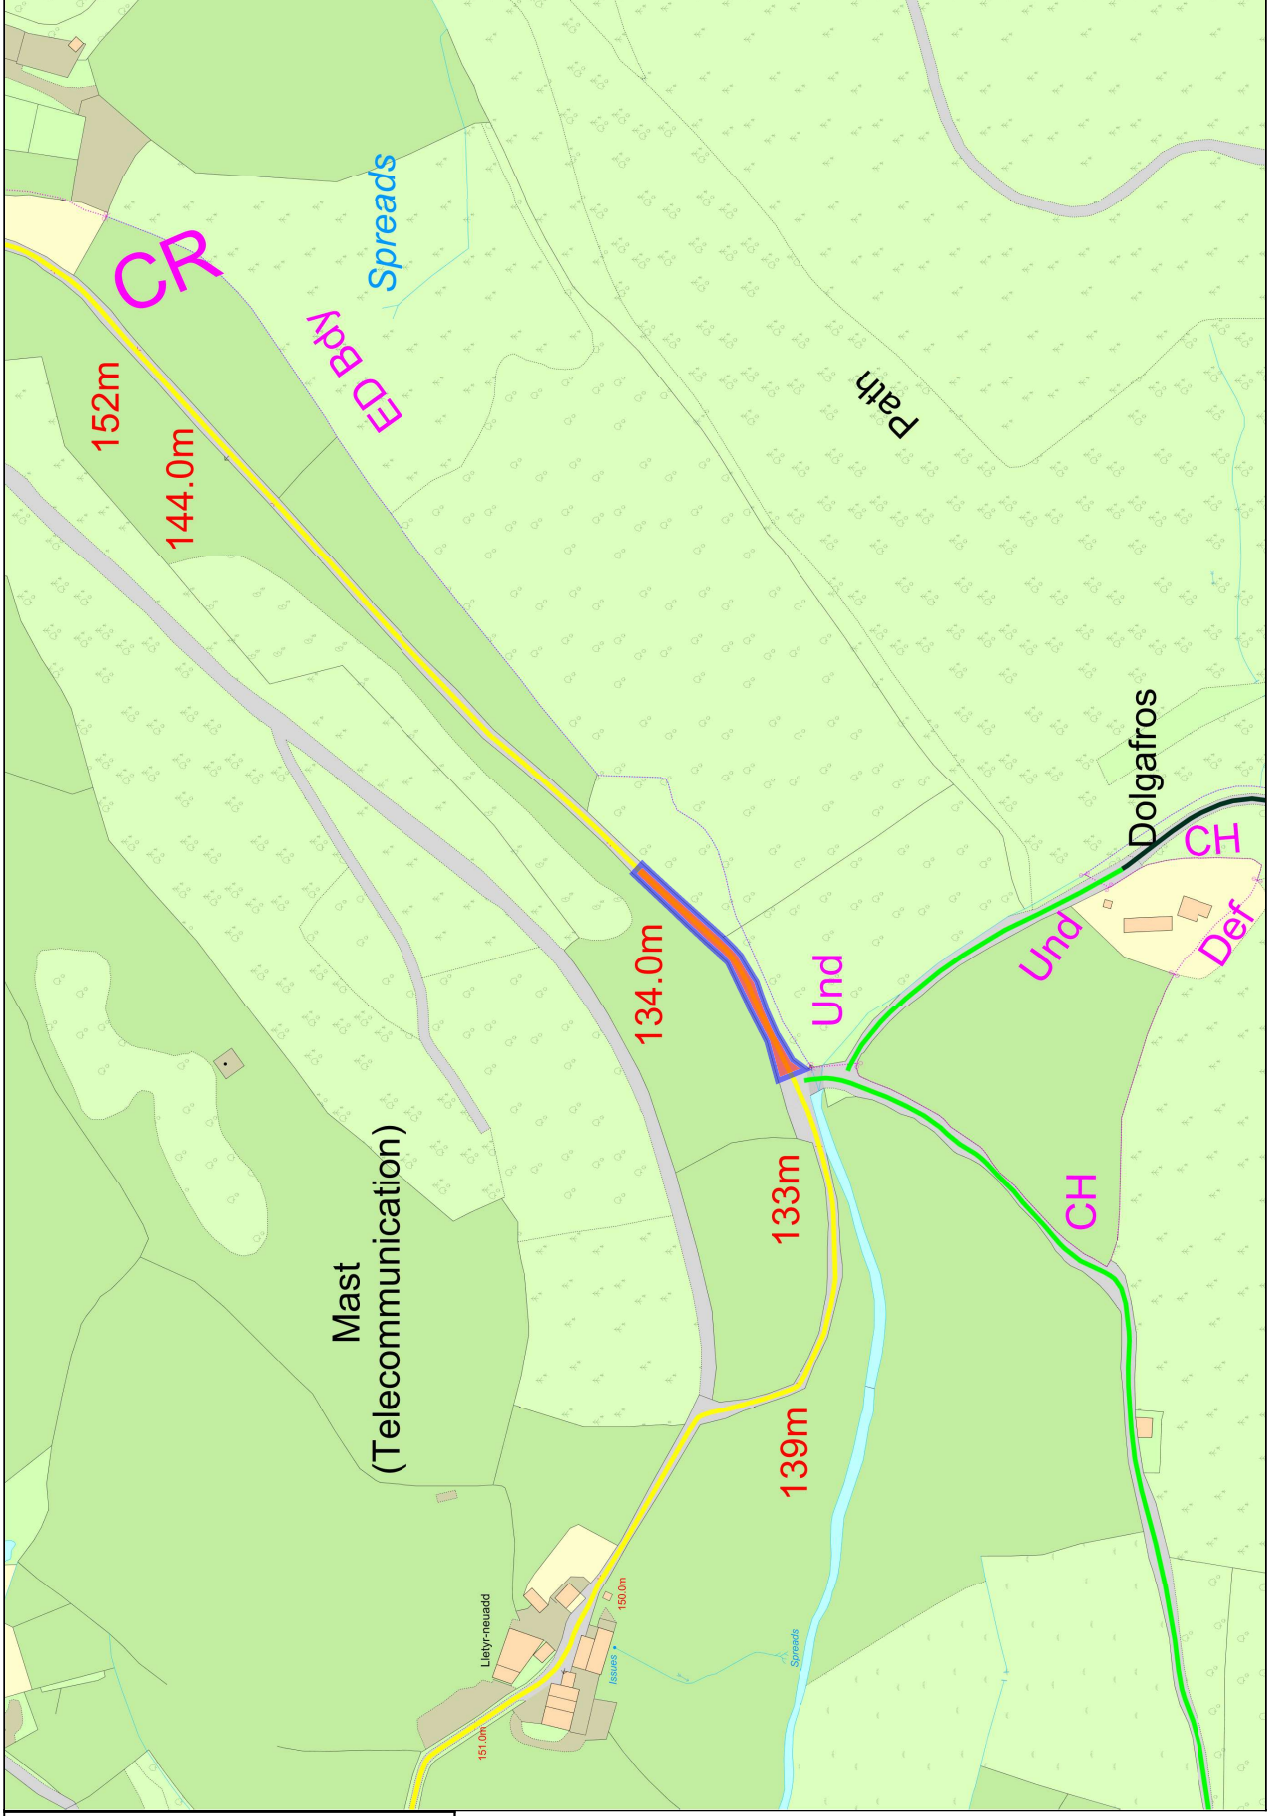 CR
Spreads
ED Bdy
152m
144.0m
Path
Dolgafros
CH
Def
Und
Und
134.0m
133m
CH
Mast
(Telecommunication)
139m
Lletyr-neuadd
150.0m
Issues
Spreads
151.0m